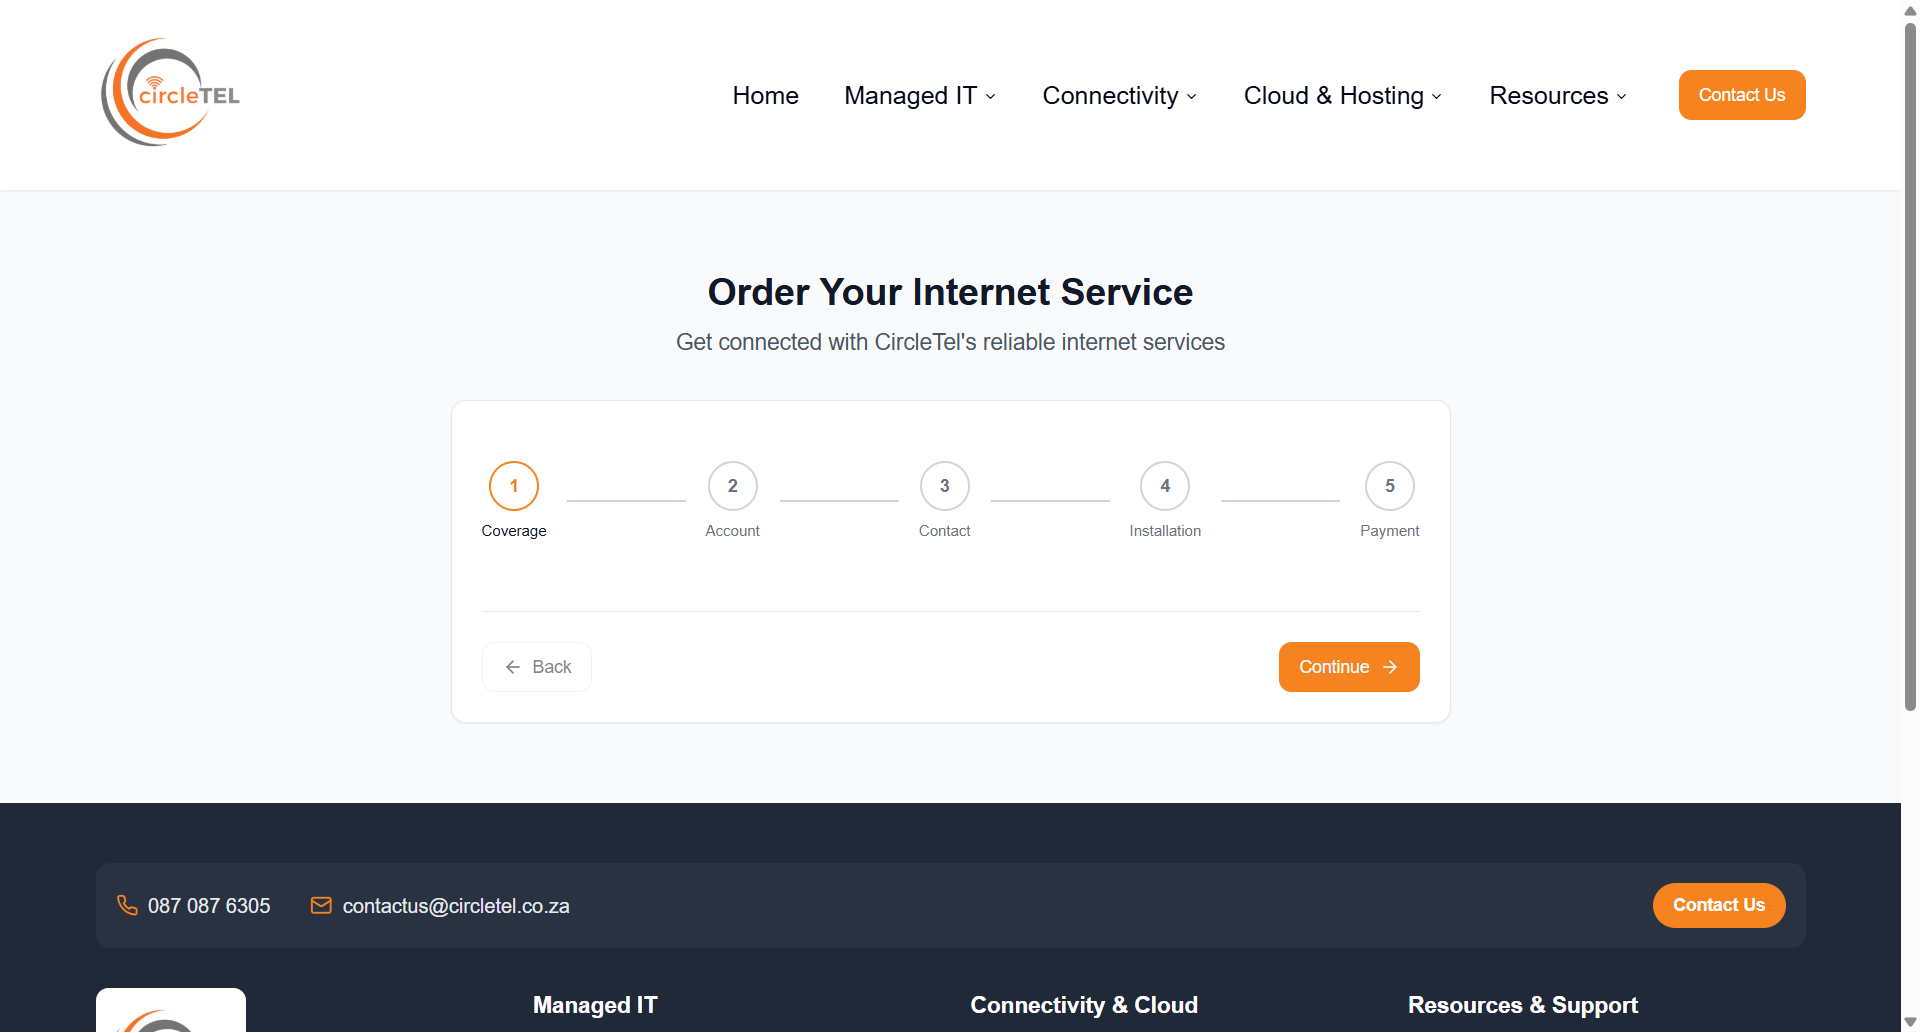 circleTEL
Home
Managed IT
Connectivity
Cloud & Hosting
Resources
Contact Us
Order Your Internet Service
Get connected with CircleTel's reliable internet services
1
2
3
4
5
Coverage
Account
Contact
Installation
Payment
Back
Continue
087 087 6305
contactus@circletel.co.za
Contact Us
Managed IT
Connectivity & Cloud
Resources & Support